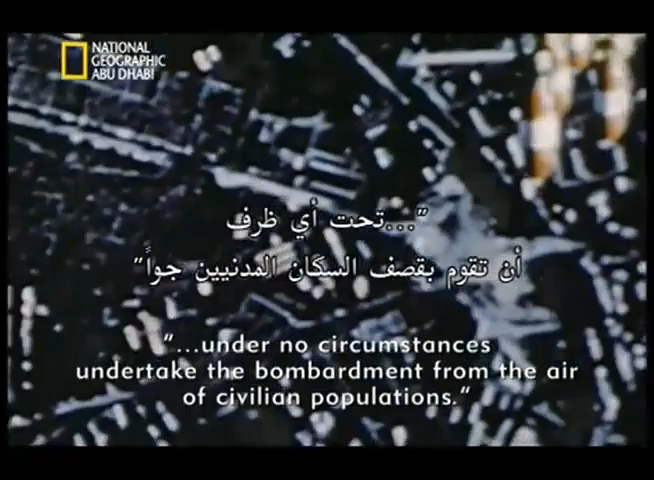 NATIONAL
GEOGRAPHIC
ABU DHABI
"...تحت أي ظرف
أن تقوم بقصف السكان المدنيين جواً"
“...under no circumstances
undertake the bombardment from the air
of civilian populations.“